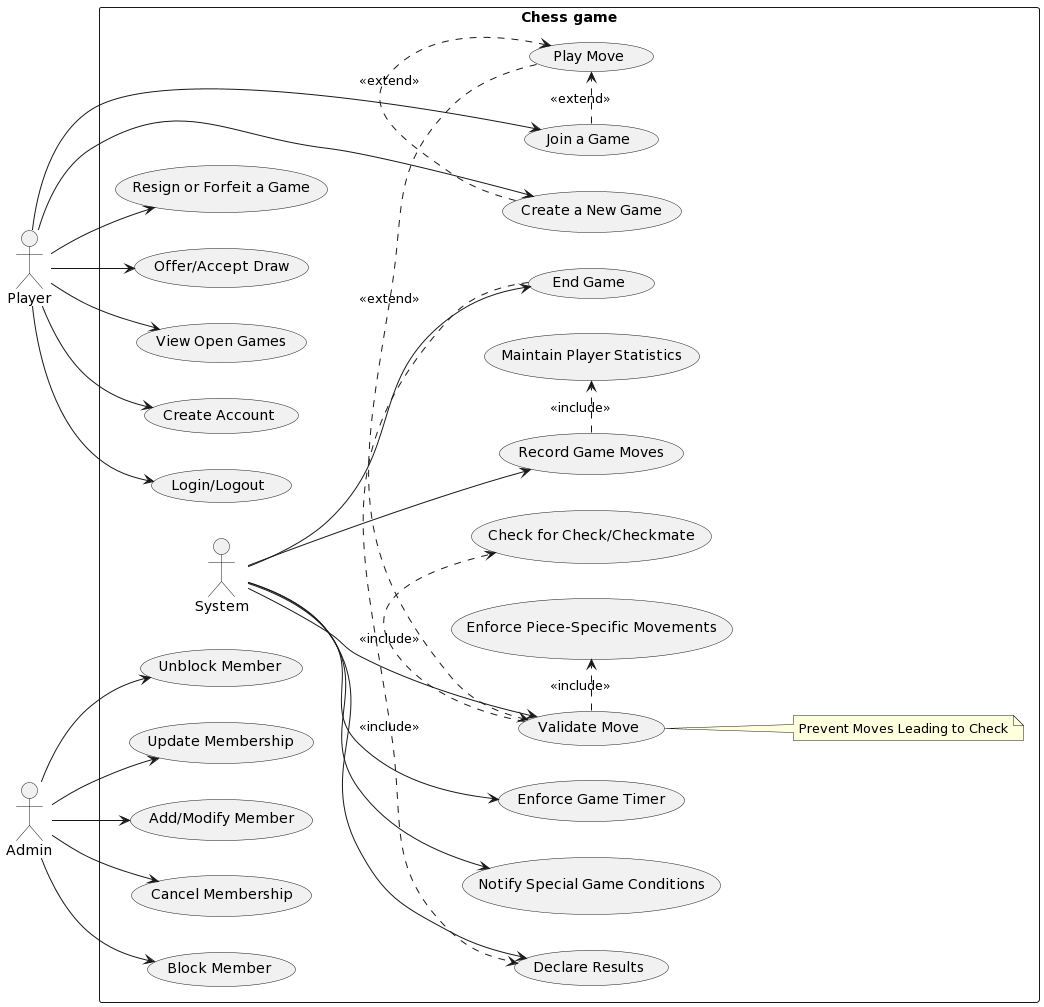 Chess game
Play Move
«extend»
«extend»
Join a Game
Resign or Forfeit a Game
Create a New Game
Offer/Accept Draw
End Game
Player
«extend»
View Open Games
Maintain Player Statistics
«include»
Create Account
Record Game Moves
Login/Logout
Check for Check/Checkmate
System
Enforce Piece-Specific Movements
«include»
Unblock Member
«include»
Validate Move
Prevent Moves Leading to Check
«include»
Update Membership
Enforce Game Timer
Add/Modify Member
Admin
Notify Special Game Conditions
Cancel Membership
Declare Results
Block Member